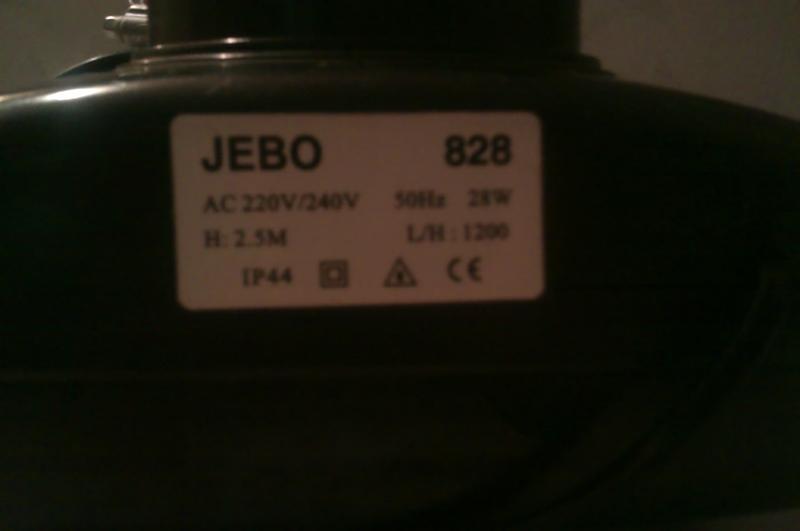 JEBO 828
AC 220V/240V 50Hz 28W
H: 2.5M L/H : 1200
IP44 CE